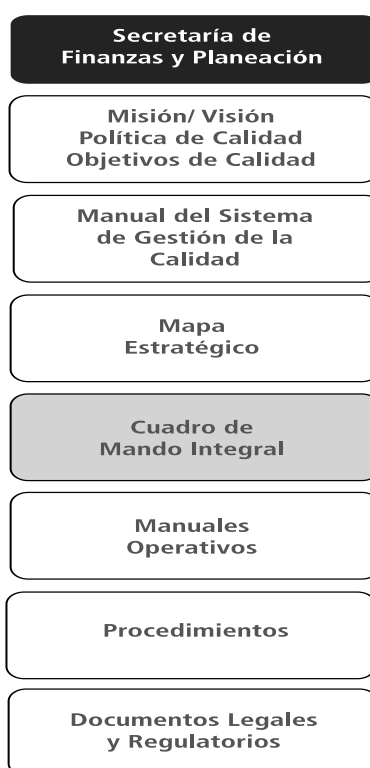 Secretaría de
Finanzas y Planeación
Misión/ Visión
Política de Calidad
Objetivos de Calidad
Manual del Sistema
de Gestión de la
Calidad
Mapa
Estratégico
Cuadro de
Mando Integral
Manuales
Operativos
Procedimientos
Documentos Legales
y Regulatorios